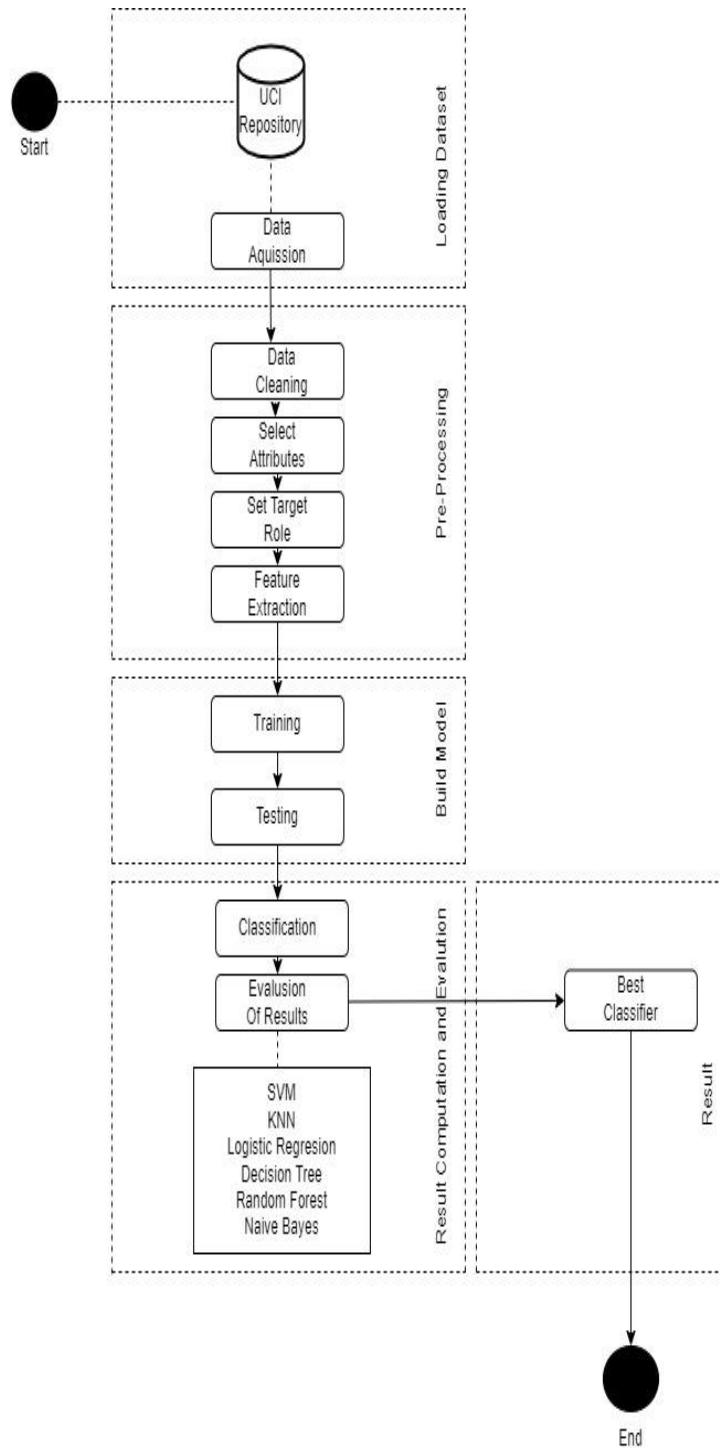 Start
UCI
Repository
Data
Aquission
Loading Dataset
Data
Cleaning
Select
Attributes
Set Target
Role
Feature
Extraction
Pre-Processing
Training
Testing
Build Model
Classification
Evalusion
Of Results
SVM
KNN
Logistic Regresion
Decision Tree
Random Forest
Naive Bayes
Result Computation and Evalution
Best
Classifier
Result
End